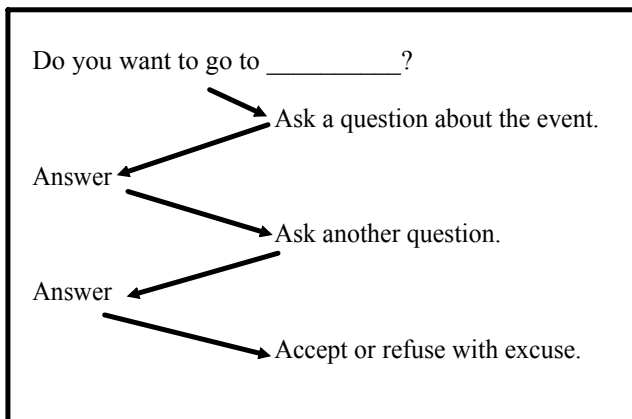 Do you want to go to __________?
Ask a question about the event.
Answer
Ask another question.
Answer
Accept or refuse with excuse.